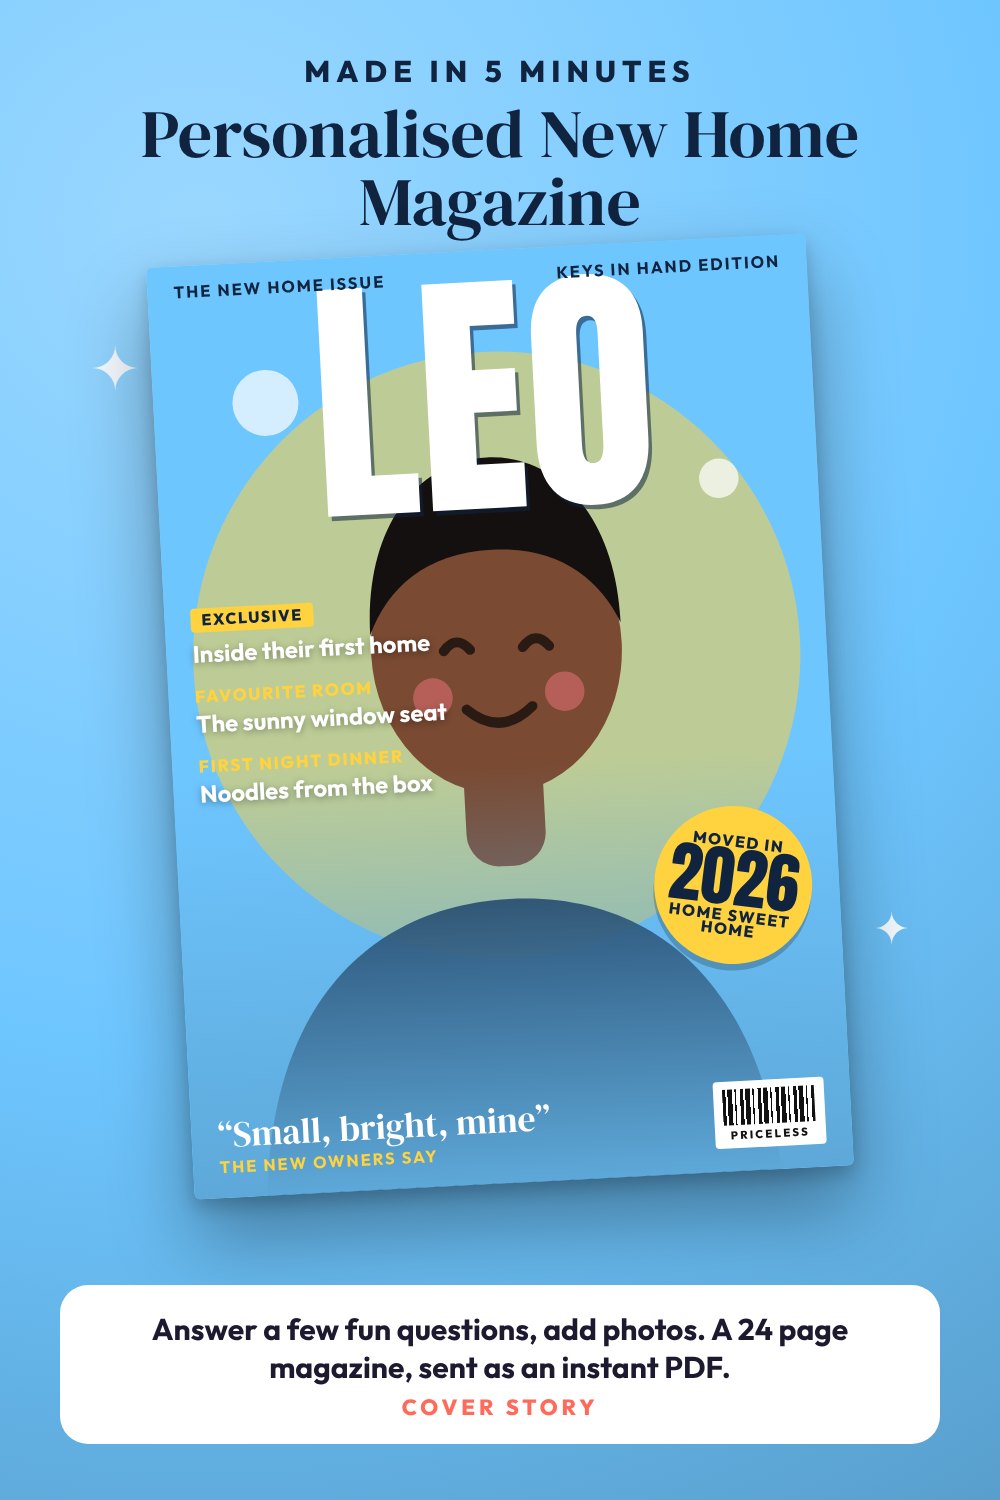 MADE IN 5 MINUTES
Personalised New Home
Magazine
THE NEW HOME ISSUE
KEYS IN HAND EDITION
LEO
EXCLUSIVE
Inside their first home
FAVOURITE ROOM
The sunny window seat
FIRST NIGHT DINNER
Noodles from the box
MOVED IN
2026
HOME SWEET
HOME
“Small, bright, mine”
THE NEW OWNERS SAY
PRICELESS
Answer a few fun questions, add photos. A 24 page
magazine, sent as an instant PDF.
COVER STORY